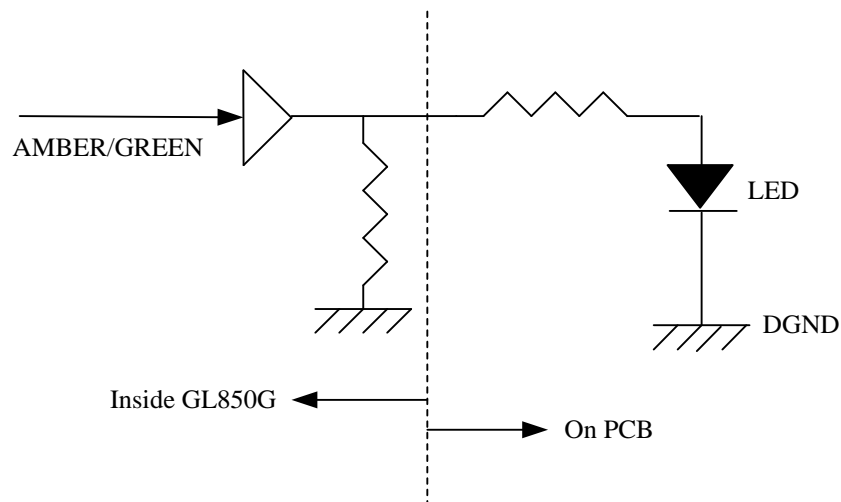 AMBER/GREEN
LED
DGND
Inside GL850G
On PCB